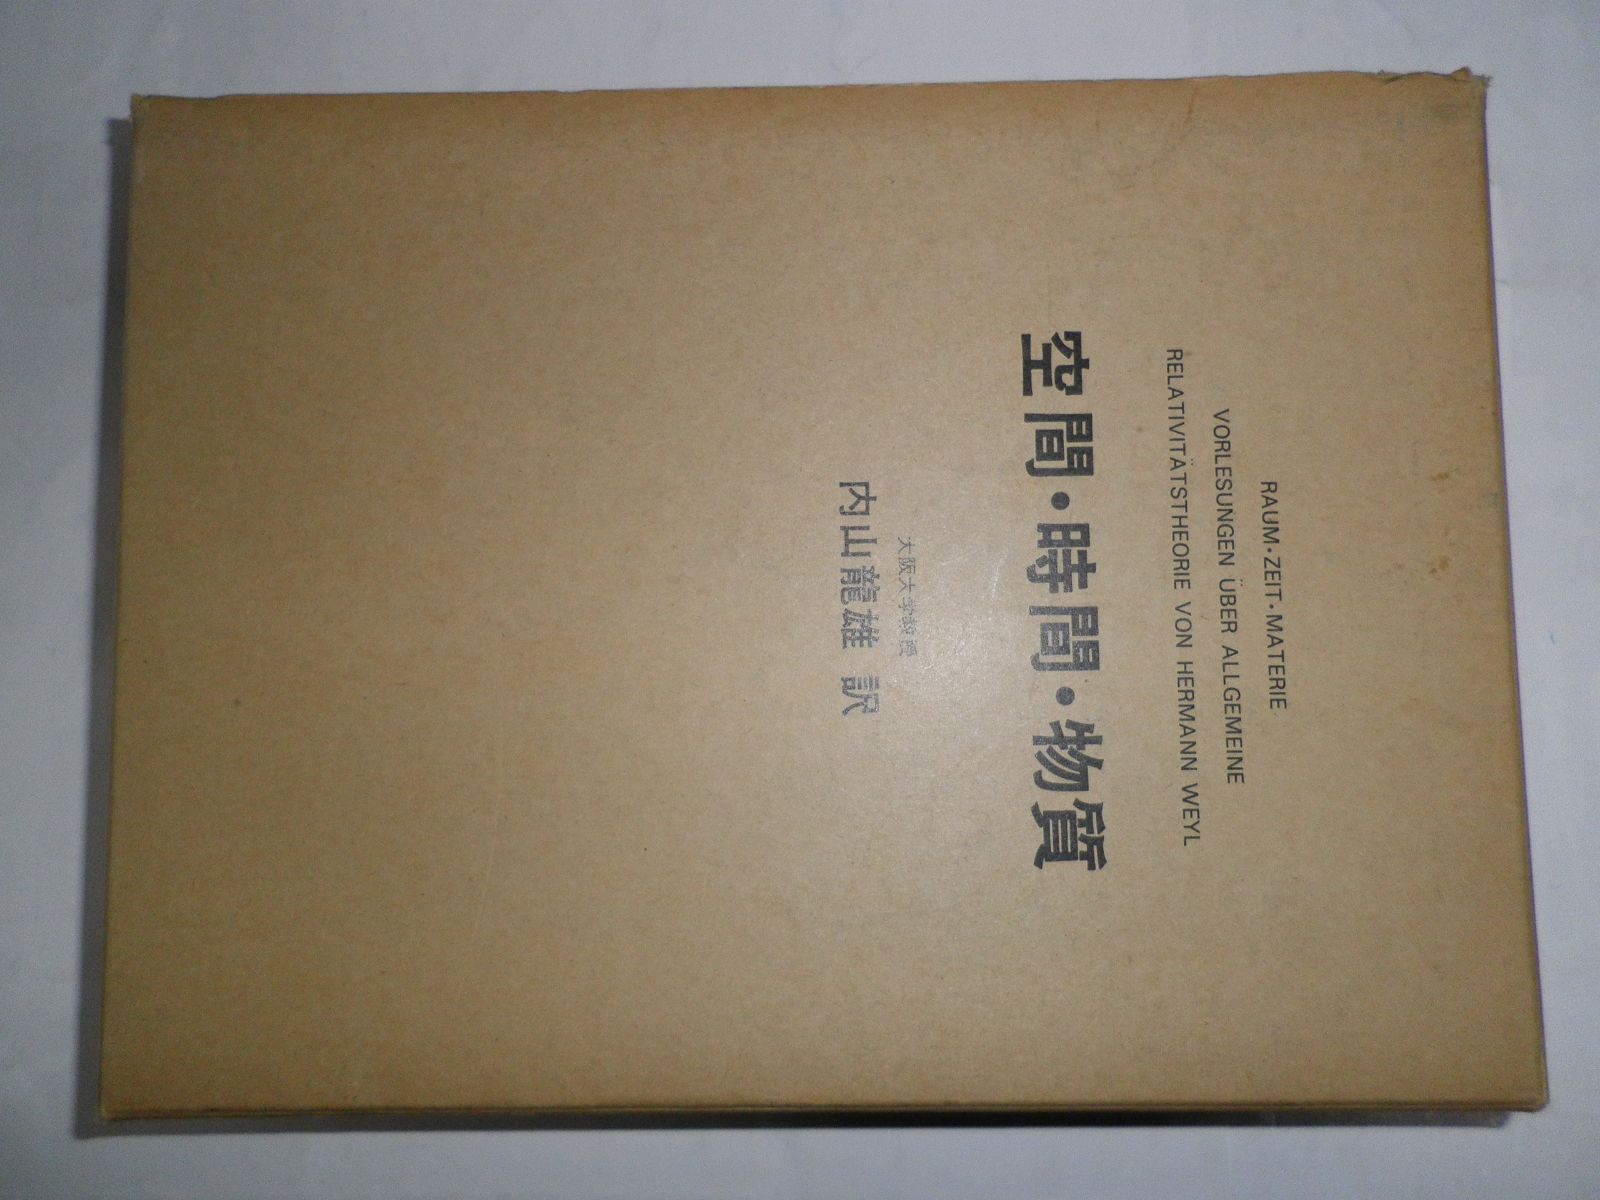 RAUM・ZEIT・MATERIE
VORLESUNGEN ÜBER ALLGEMEINE
RELATIVITÄTSTHEORIE VON HERMANN WEYL
空間・時間・物質
大阪大学教授
内山龍雄 訳